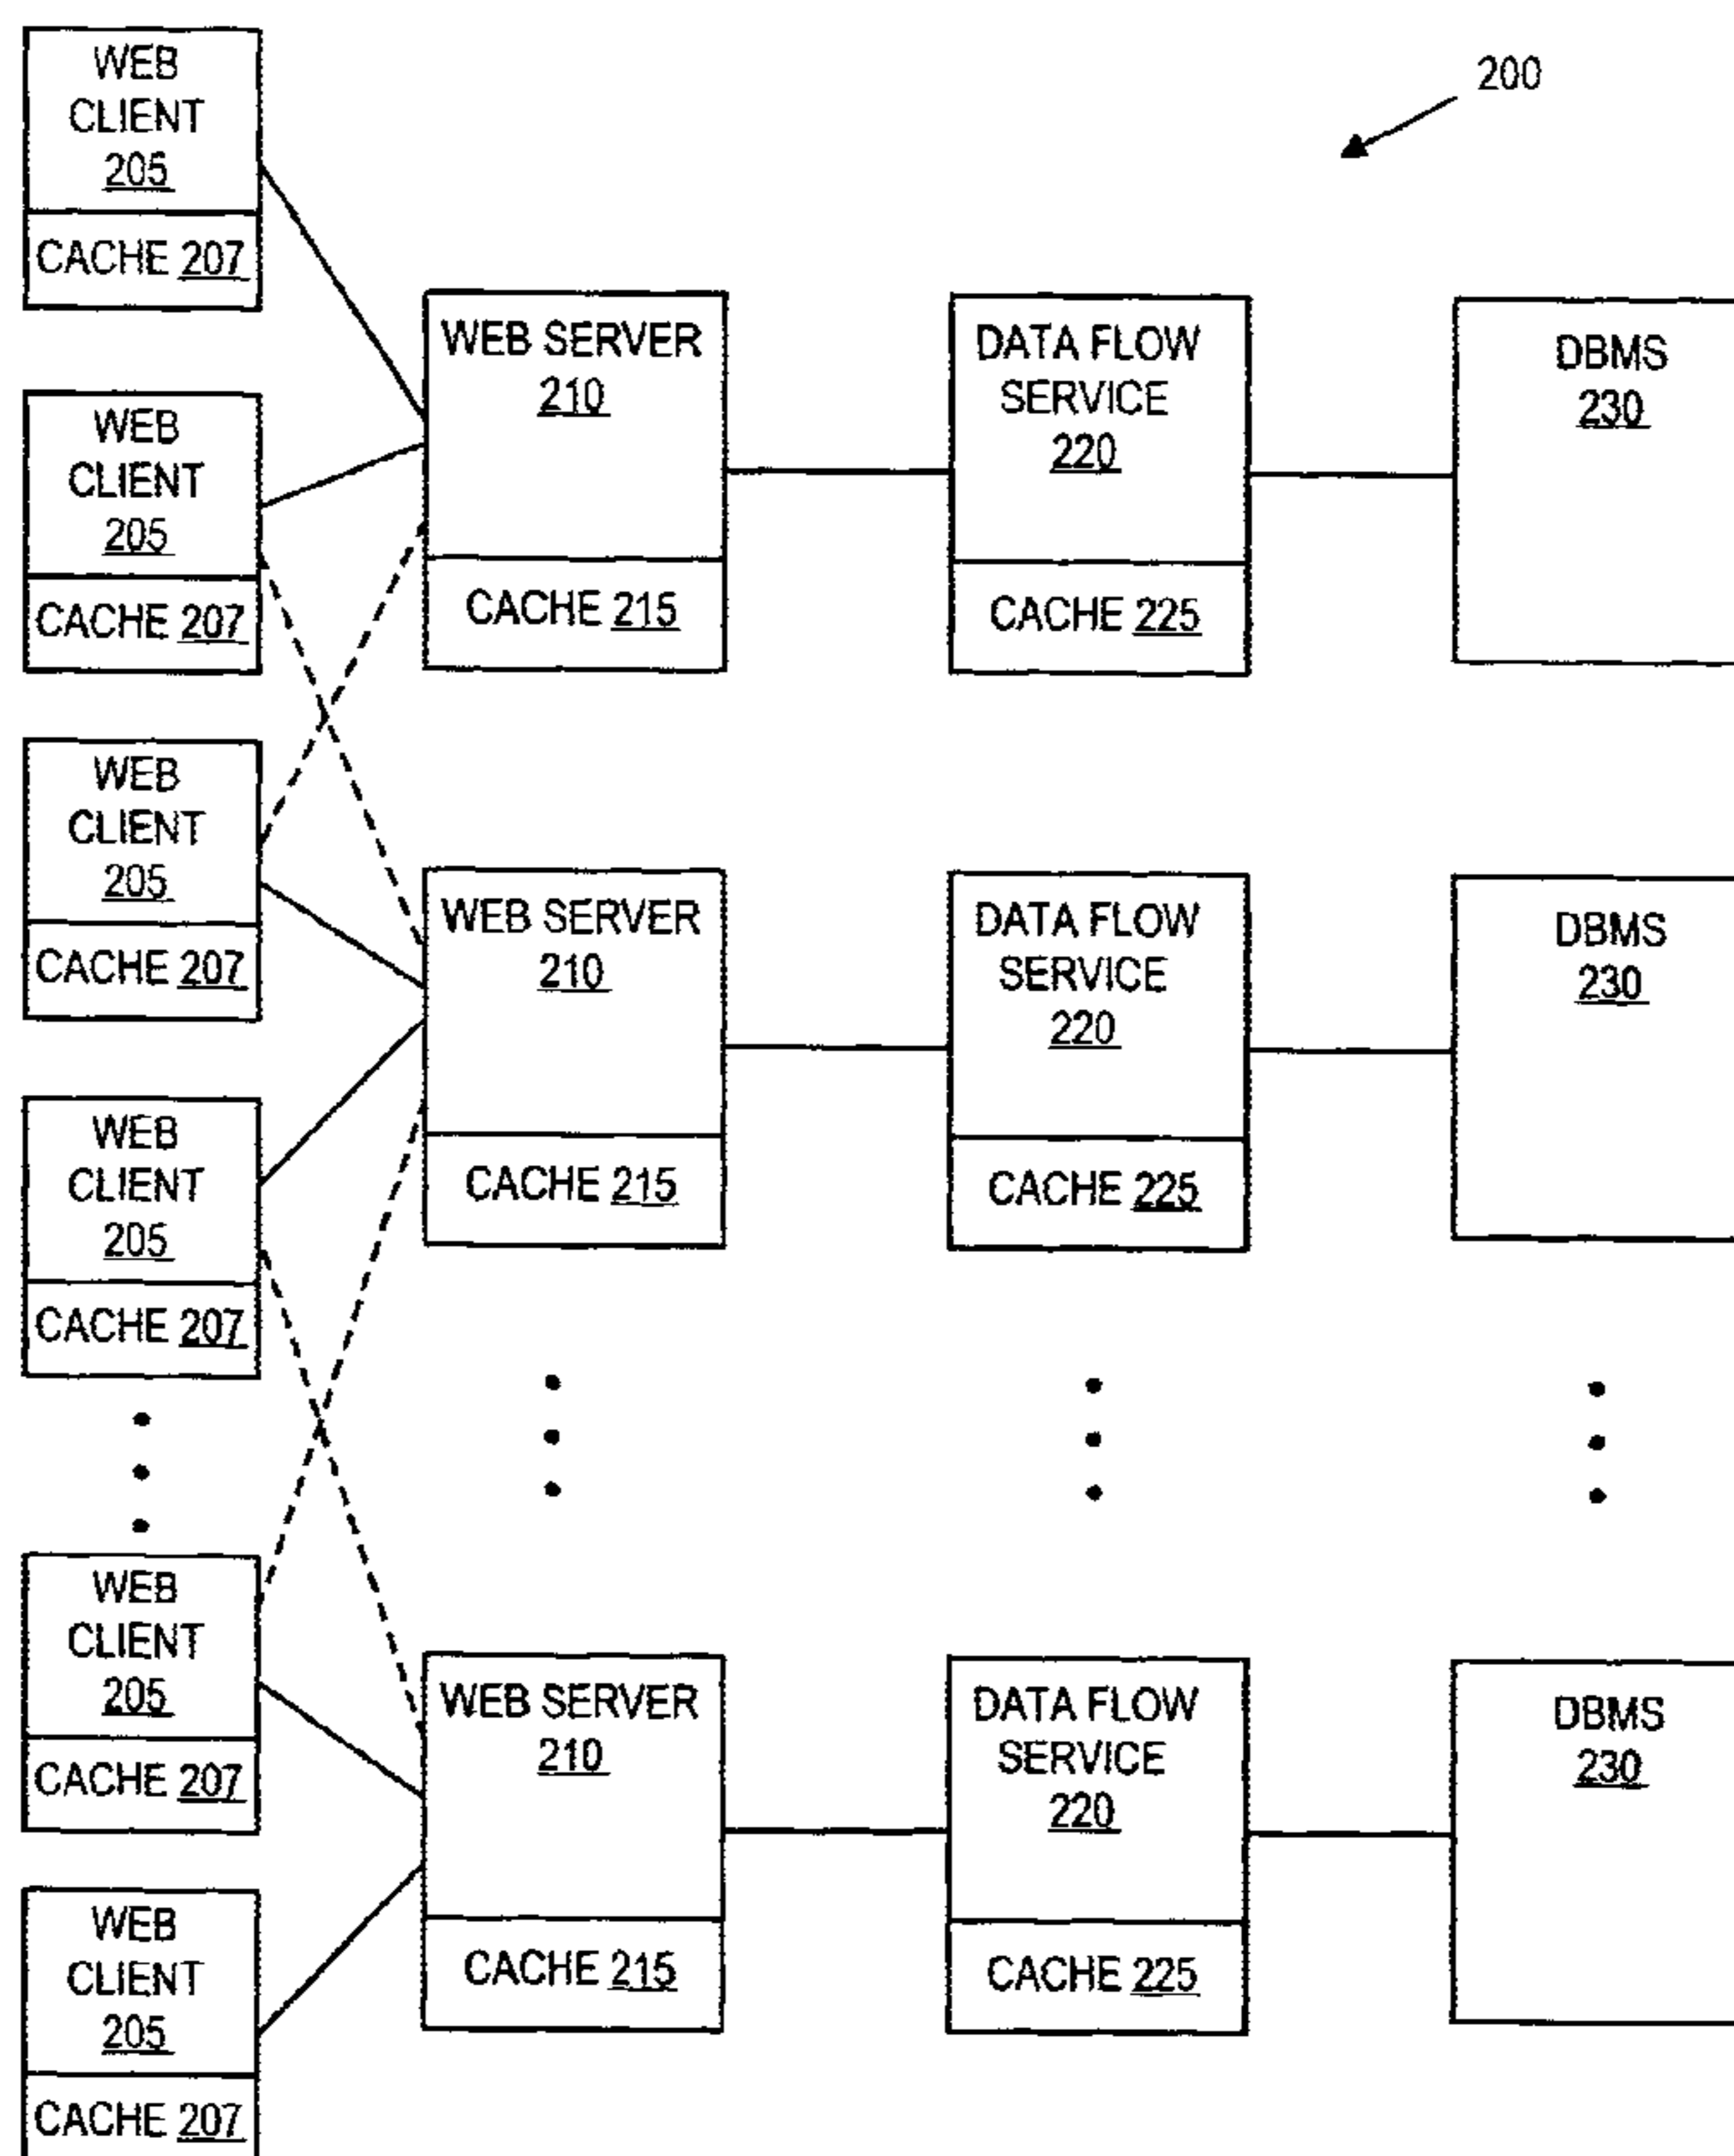 200
WEB
CLIENT
205
CACHE 207
WEB
CLIENT
205
CACHE 207
WEB
CLIENT
205
CACHE 207
WEB
CLIENT
205
CACHE 207
WEB
CLIENT
205
CACHE 207
WEB
CLIENT
205
CACHE 207
WEB SERVER
210
CACHE 215
WEB SERVER
210
CACHE 215
WEB SERVER
210
CACHE 215
DATA FLOW
SERVICE
220
CACHE 225
DATA FLOW
SERVICE
220
CACHE 225
DATA FLOW
SERVICE
220
CACHE 225
DBMS
230
DBMS
230
DBMS
230